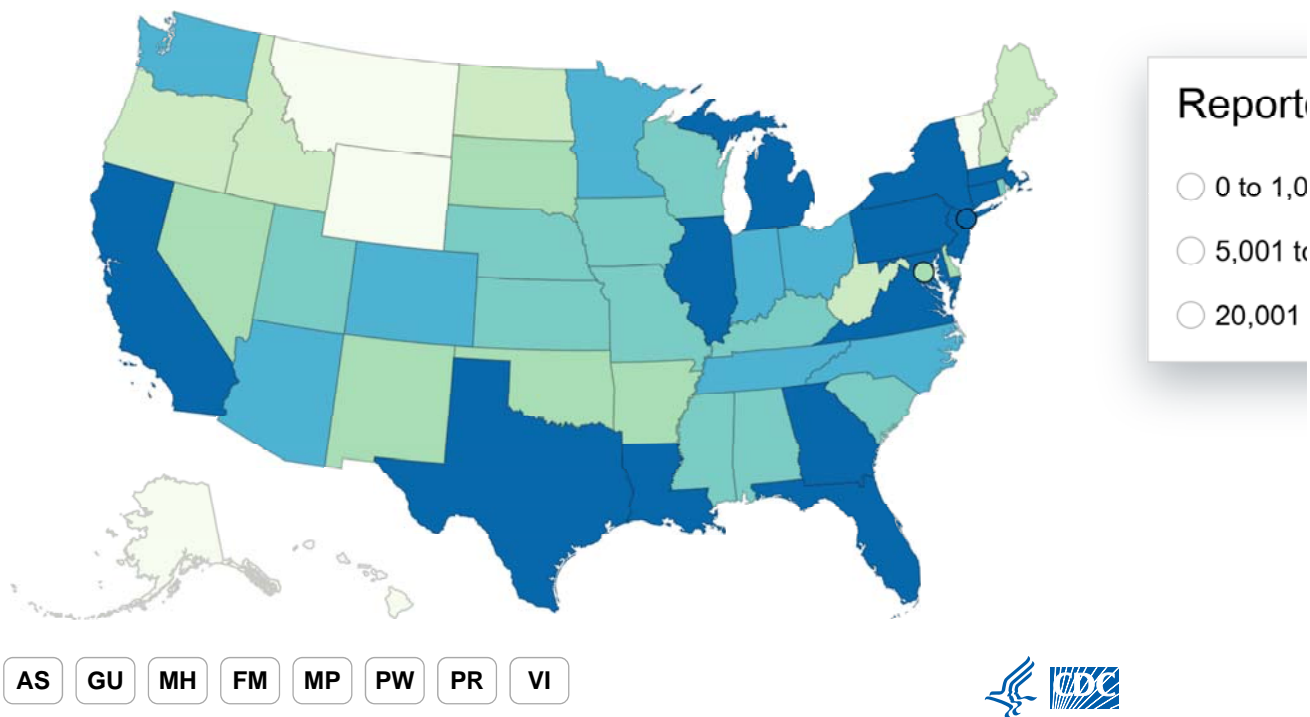 Reporte
0 to 1,0
5,001 to
20,001
AS GU MH FM MP PW PR VI
CDC